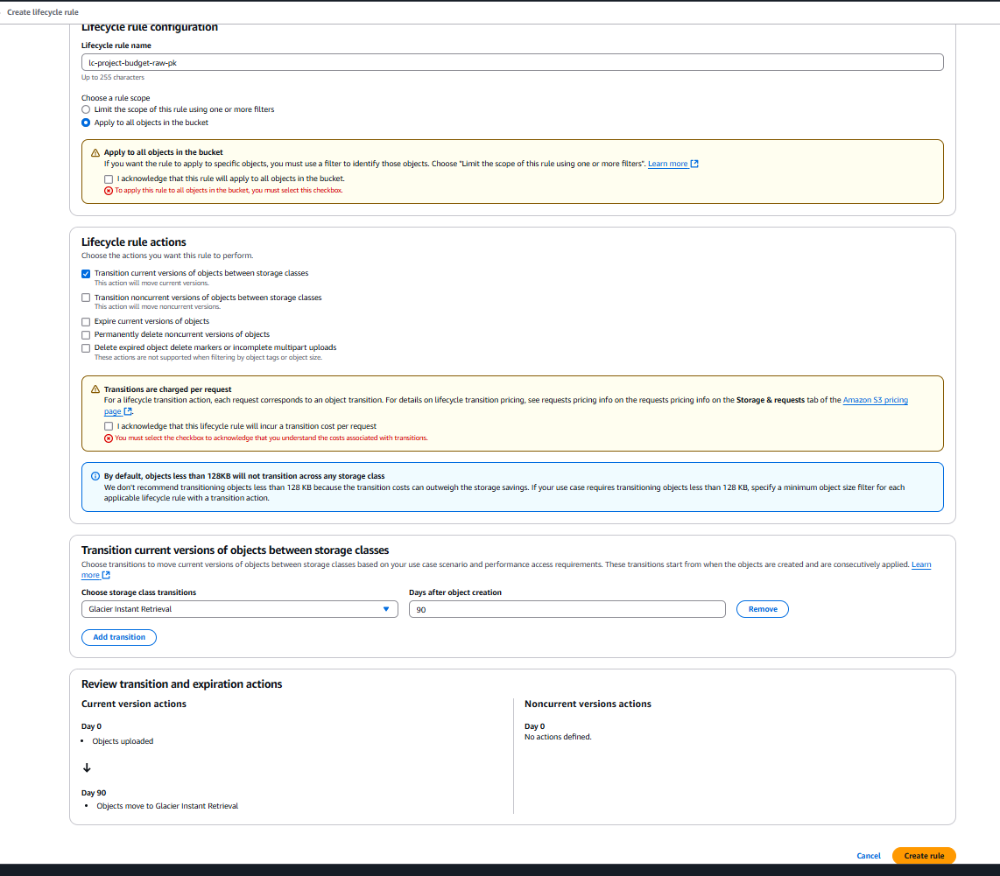 Create lifecycle rule
Lifecycle rule configuration
Lifecycle rule name
lc-project-budget-raw-pk
Up to 255 characters
Choose a rule scope
Limit the scope of this rule using one or more filters
Apply to all objects in the bucket
Apply to all objects in the bucket
If you want the rule to apply to specific objects, you must use a filter to identify those objects. Choose "Limit the scope of this rule using one or more filters". Learn more
I acknowledge that this rule will apply to all objects in the bucket.
To apply this rule to all objects in the bucket, you must select this checkbox.
Lifecycle rule actions
Choose the actions you want this rule to perform.
Transition current versions of objects between storage classes
This action will move current versions.
Transition noncurrent versions of objects between storage classes
This action will move noncurrent versions.
Expire current versions of objects
Permanently delete noncurrent versions of objects
Delete expired object delete markers or incomplete multipart uploads
These actions are not supported when filtering by object tags or object size.
Transitions are charged per request
For a lifecycle transition action, each request corresponds to an object transition. For details on lifecycle transition pricing, see requests pricing info on the requests pricing info on the Storage & requests tab of the Amazon S3 pricing
page.
I acknowledge that this lifecycle rule will incur a transition cost per request
You must select the checkbox to acknowledge that you understand the costs associated with transitions.
By default, objects less than 128KB will not transition across any storage class
We don't recommend transitioning objects less than 128 KB because the transition costs can outweigh the storage savings. If your use case requires transitioning objects less than 128 KB, specify a minimum object size filter for each
applicable lifecycle rule with a transition action.
Transition current versions of objects between storage classes
Choose transitions to move current versions of objects between storage classes based on your use case scenario and performance access requirements. These transitions start from when the objects are created and are consecutively applied. Learn
more
Choose storage class transitions
Days after object creation
Glacier Instant Retrieval
90
Remove
Add transition
Review transition and expiration actions
Current version actions
Day 0
Objects uploaded
Day 90
Objects move to Glacier Instant Retrieval
Noncurrent versions actions
Day 0
No actions defined.
Cancel
Create rule